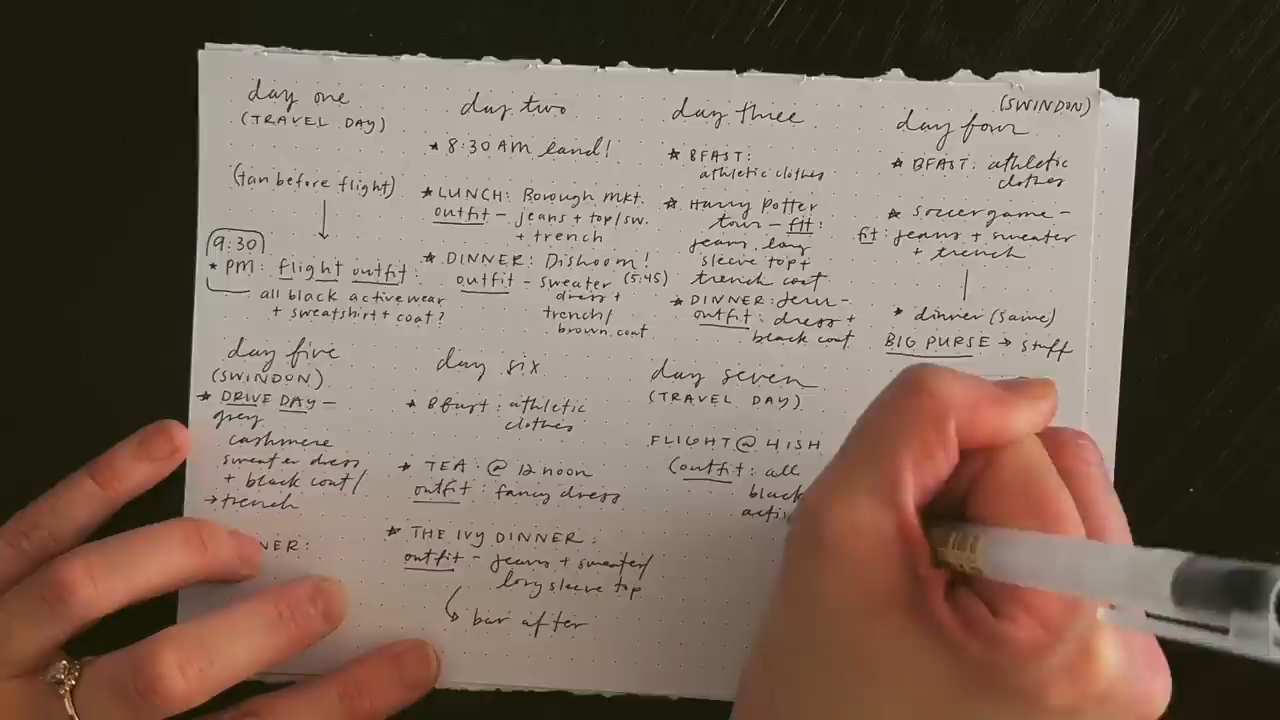 day one
(TRAVEL DAY)
(tan before flight)
9:30
★ PM: flight outfit:
all black activewear
+ sweatshirt + coat?
day two
★ 8:30 AM land!
★ LUNCH: Borough mkt.
outfit - jeans + top/sw.
+ trench
★ DINNER: Dishoom!
outfit - sweater (5:45)
dress +
trench/
brown coat
day three
★ BFAST:
athletic clothes
★ Harry Potter
tour - fit:
jeans, long
sleeve top +
trench coat
★ DINNER:
outfit: dress +
black coat
(SWINDON)
day four
★ BFAST: athletic
clothes
★ soccer game -
fit: jeans + sweater
+ trench
★ dinner (same)
BIG PURSE → stuff
day five
(SWINDON)
★ DRIVE DAY -
grey
cashmere
sweater dress
+ black coat/
→ trench
NER:
day six
★ Bfast: athletic
clothes
★ TEA: @ 12 noon
outfit: fancy dress
★ THE IVY DINNER:
outfit - jeans + sweater/
long sleeve top
↳ bar after
day seven
(TRAVEL DAY)
FLIGHT @ 4ISH
(outfit: all
black
acti